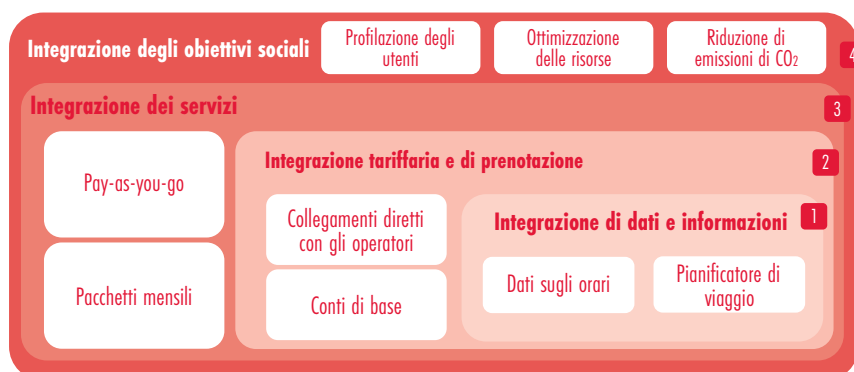 Integrazione degli obiettivi sociali
Profilazione degli
utenti
Ottimizzazione
delle risorse
Riduzione di
emissioni di CO₂
4
Integrazione dei servizi
3
Pay-as-you-go
Pacchetti mensili
Integrazione tariffaria e di prenotazione
2
Collegamenti diretti
con gli operatori
Conti di base
Integrazione di dati e informazioni
1
Dati sugli orari
Pianificatore di
viaggio